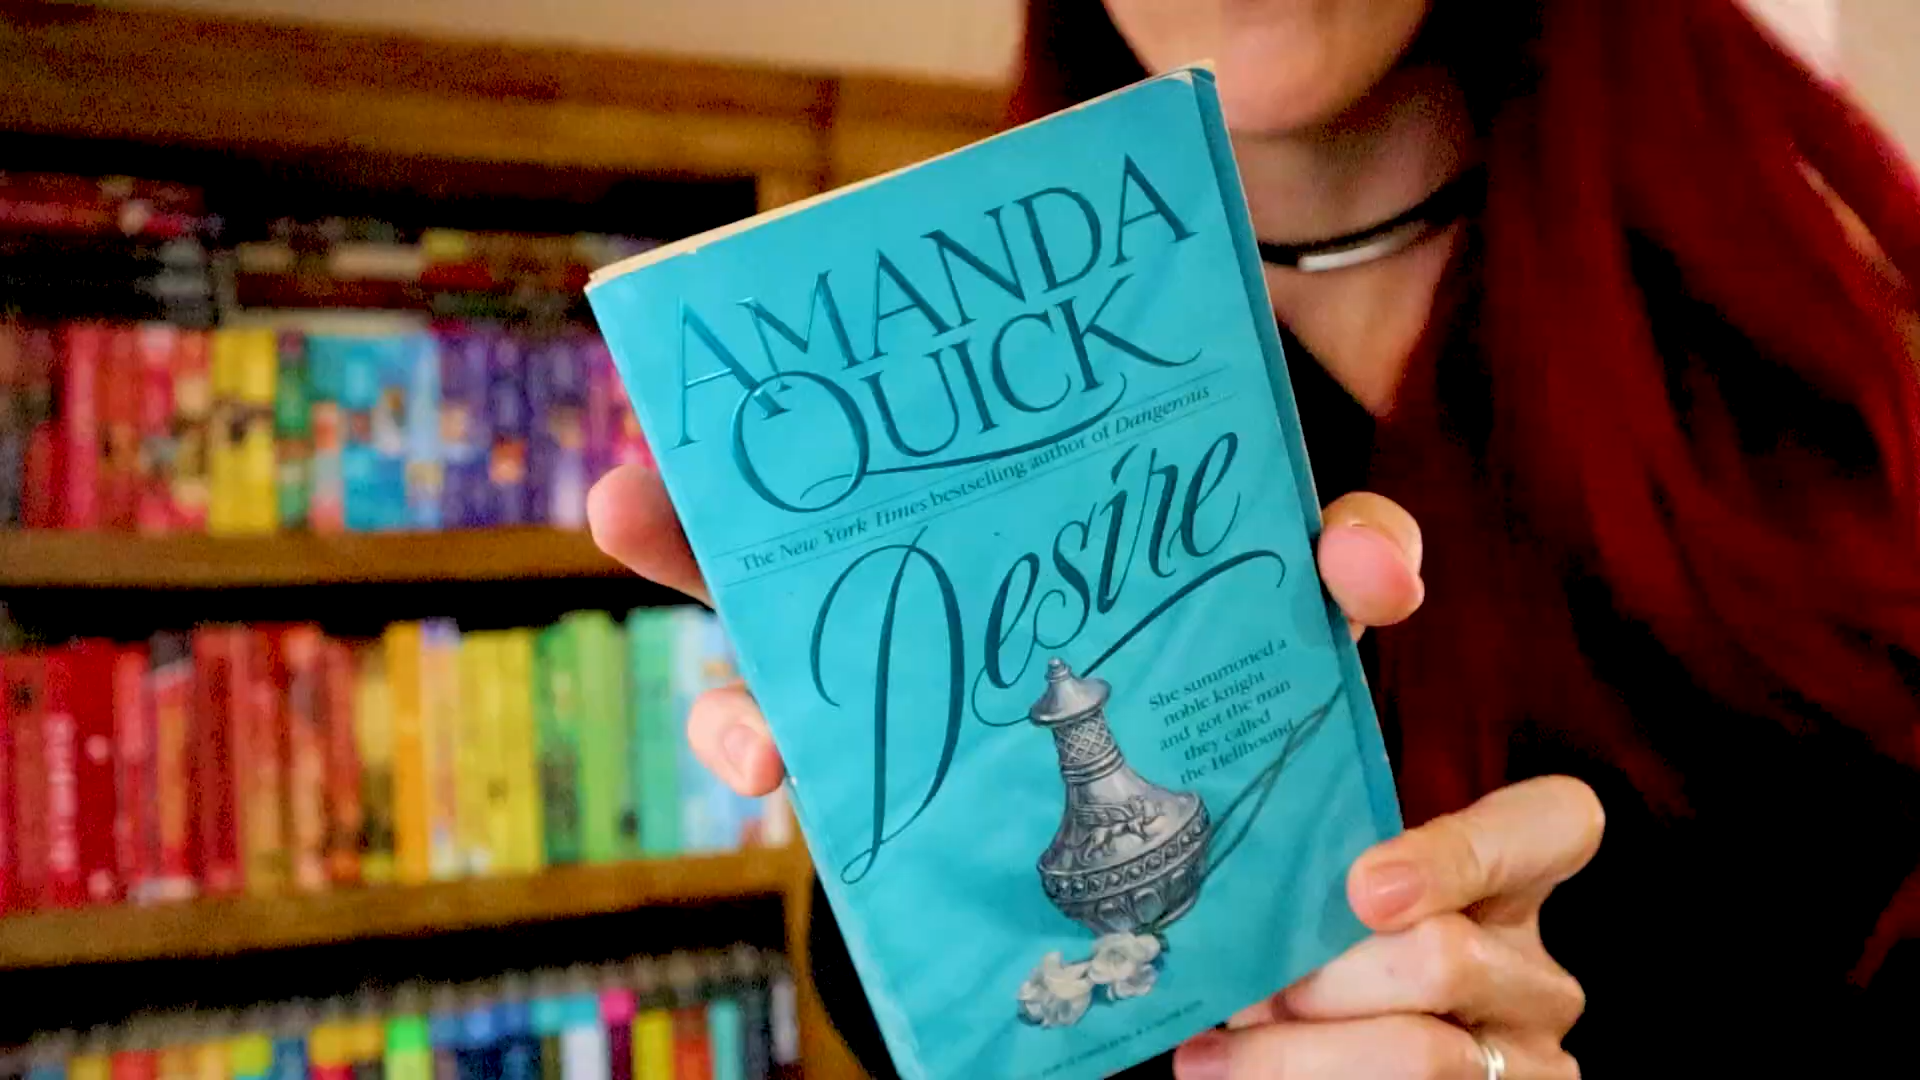 AMANDA
QUICK
The New York Times bestselling author of Dangerous
Desire
She summoned a
noble knight
and got the man
they called
the Hellhound